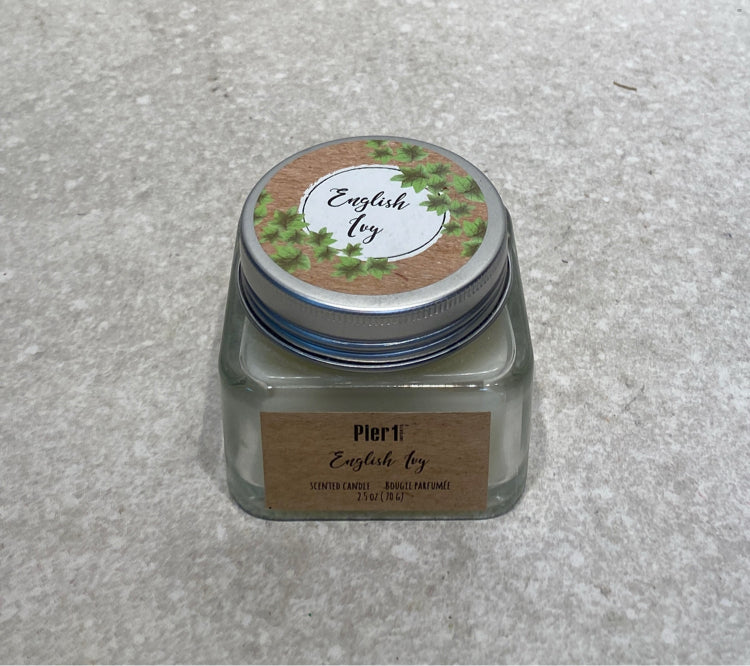 English
Ivy
Pier1
English Ivy
SCENTED CANDLE BOUGIE PARFUMÉE
2.5 oz (70 G)